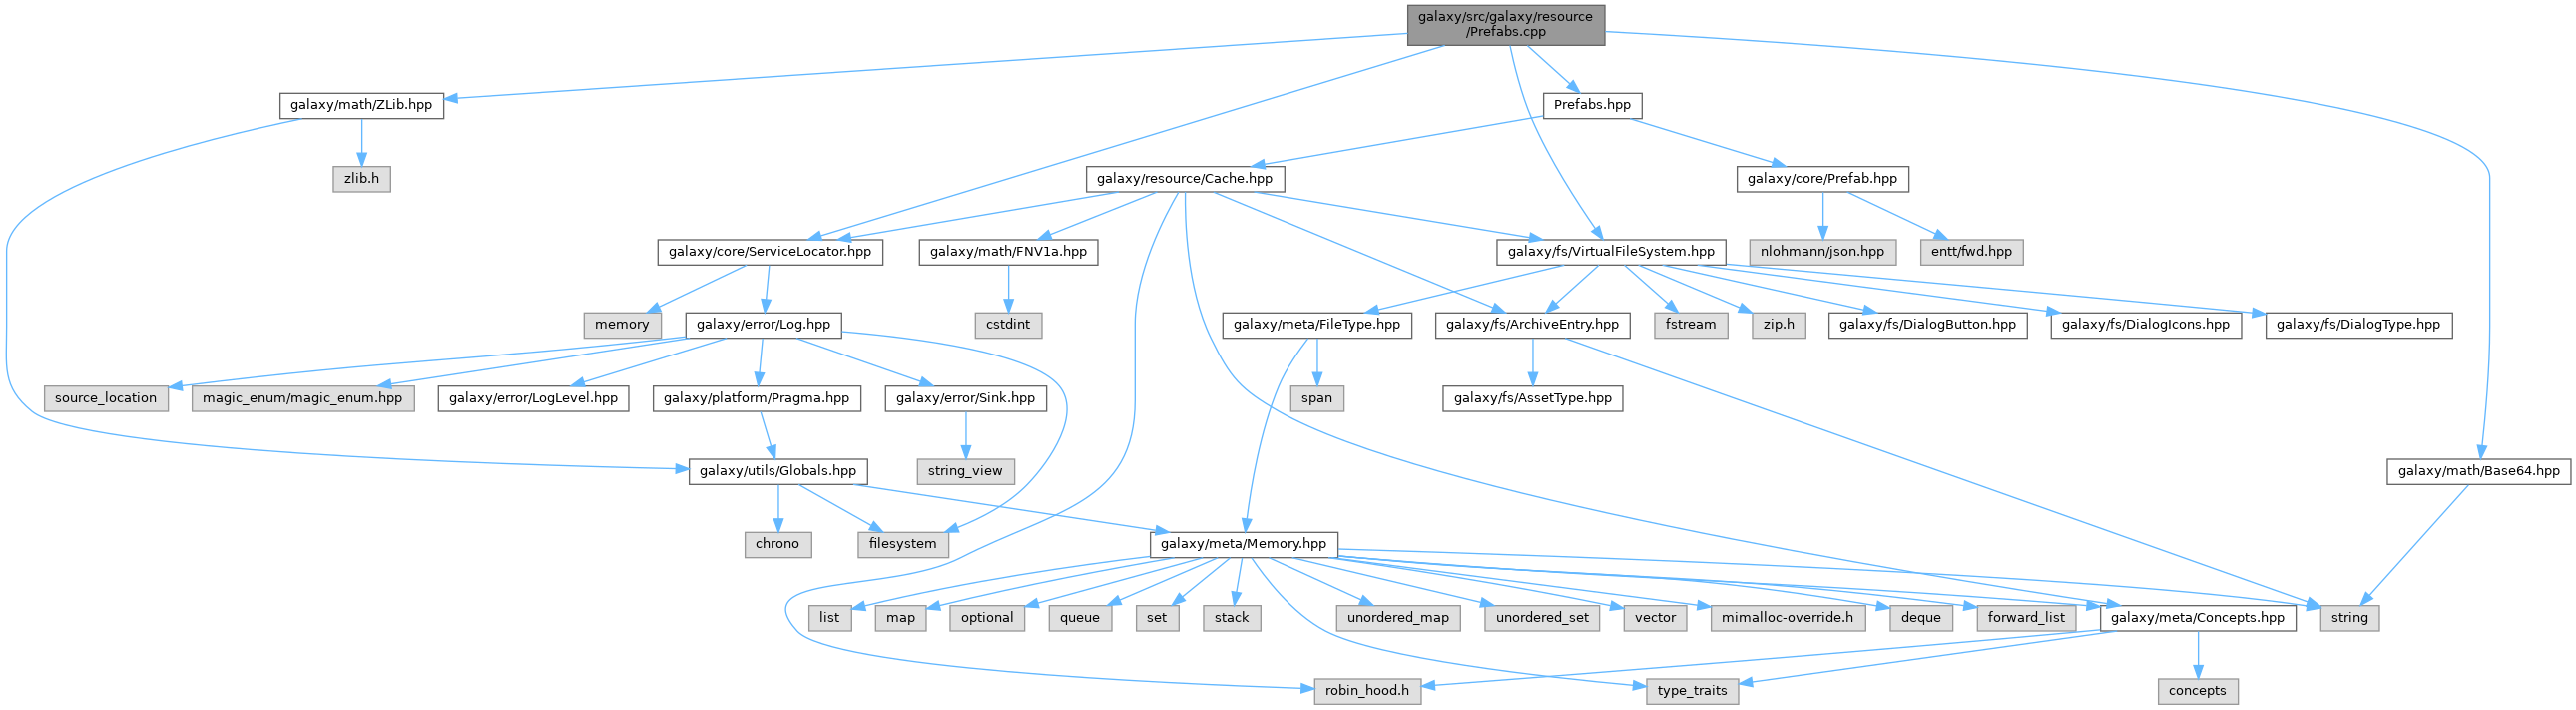 galaxy/src/galaxy/resource
/Prefabs.cpp
galaxy/math/ZLib.hpp
Prefabs.hpp
zlib.h
galaxy/resource/Cache.hpp
galaxy/core/Prefab.hpp
galaxy/core/ServiceLocator.hpp
galaxy/math/FNV1a.hpp
galaxy/fs/VirtualFileSystem.hpp
nlohmann/json.hpp
entt/fwd.hpp
memory
galaxy/error/Log.hpp
cstdint
galaxy/meta/FileType.hpp
galaxy/fs/ArchiveEntry.hpp
fstream
zip.h
galaxy/fs/DialogButton.hpp
galaxy/fs/DialogIcons.hpp
galaxy/fs/DialogType.hpp
source_location
magic_enum/magic_enum.hpp
galaxy/error/LogLevel.hpp
galaxy/platform/Pragma.hpp
galaxy/error/Sink.hpp
span
galaxy/fs/AssetType.hpp
galaxy/utils/Globals.hpp
string_view
galaxy/math/Base64.hpp
chrono
filesystem
galaxy/meta/Memory.hpp
list
map
optional
queue
set
stack
unordered_map
unordered_set
vector
mimalloc-override.h
deque
forward_list
galaxy/meta/Concepts.hpp
string
robin_hood.h
type_traits
concepts